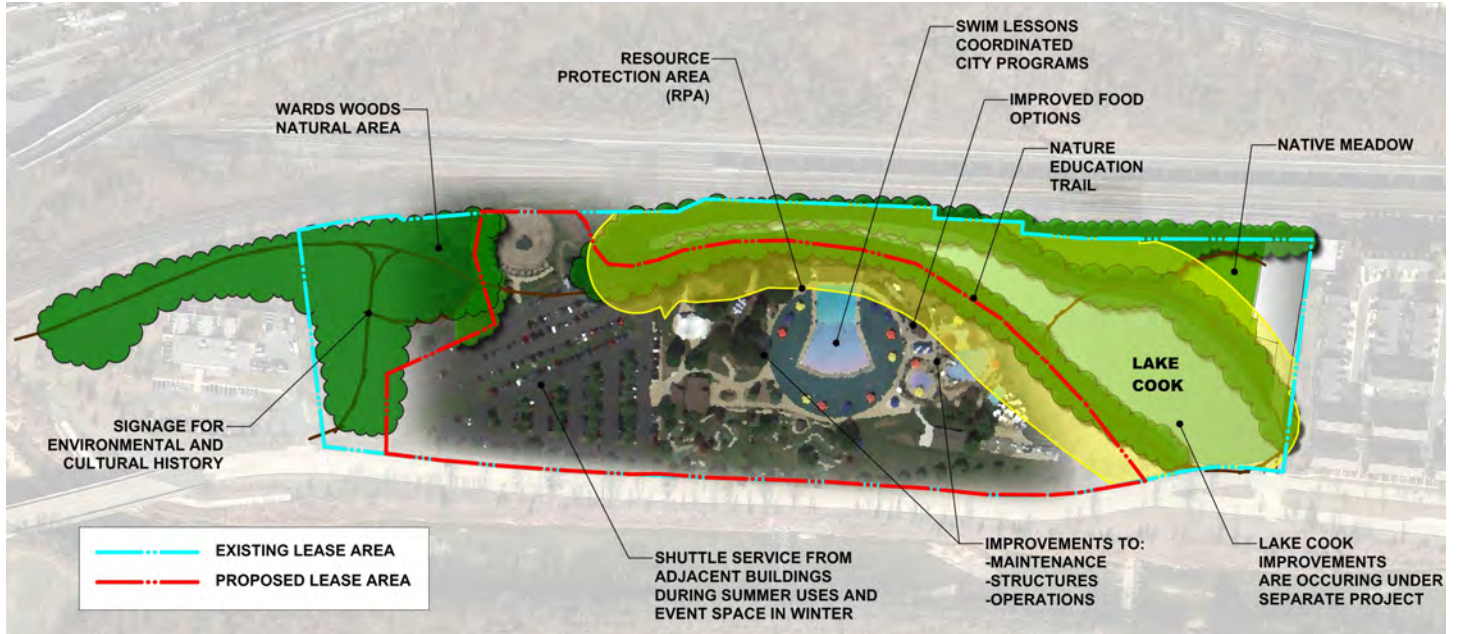 SWIM LESSONS
COORDINATED
CITY PROGRAMS
RESOURCE
PROTECTION AREA
(RPA)
WARDS WOODS
NATURAL AREA
IMPROVED FOOD
OPTIONS
NATURE
EDUCATION
TRAIL
NATIVE MEADOW
LAKE
COOK
SIGNAGE FOR
ENVIRONMENTAL AND
CULTURAL HISTORY
EXISTING LEASE AREA
PROPOSED LEASE AREA
SHUTTLE SERVICE FROM
ADJACENT BUILDINGS
DURING SUMMER USES AND
EVENT SPACE IN WINTER
IMPROVEMENTS TO:
-MAINTENANCE
-STRUCTURES
-OPERATIONS
LAKE COOK
IMPROVEMENTS
ARE OCCURING UNDER
SEPARATE PROJECT